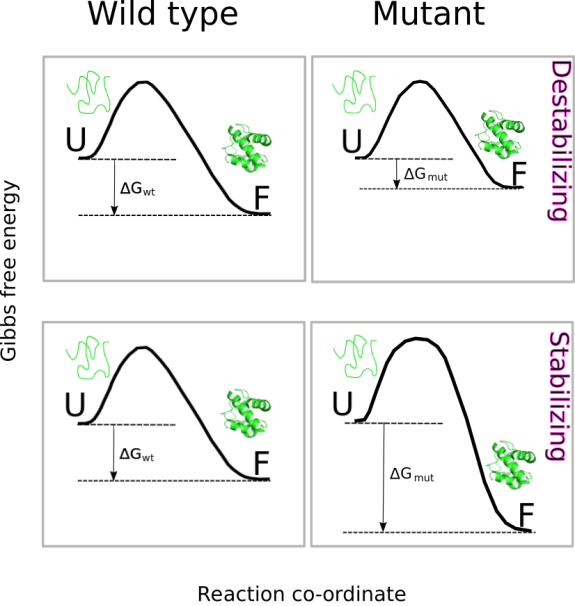 Wild type
Mutant
U
ΔGwt
F
U
ΔGmut
F
Destabilizing
U
ΔGwt
F
U
ΔGmut
F
Stabilizing
Gibbs free energy
Reaction co-ordinate